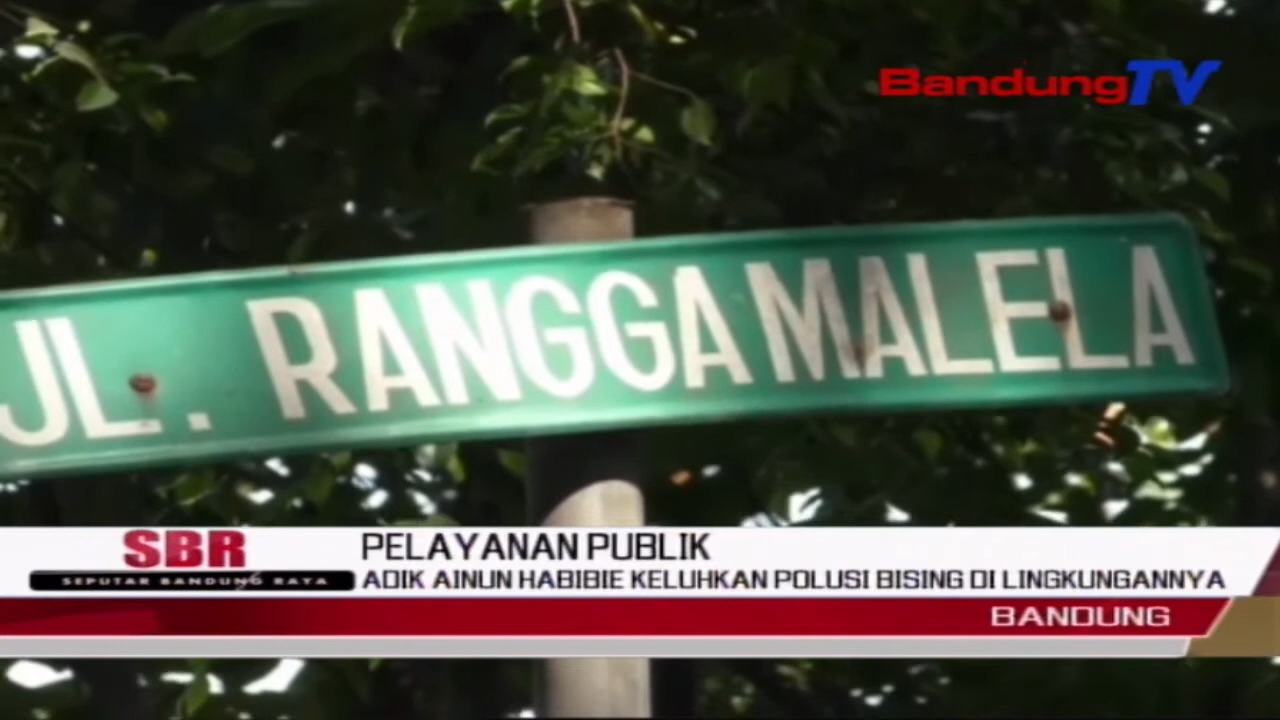 BandungTV
JL. RANGGAMALELA
SBR
SEPUTAR BANDUNG RAYA
PELAYANAN PUBLIK
ADIK AINUN HABIBIE KELUHKAN POLUSI BISING DI LINGKUNGANNYA
BANDUNG